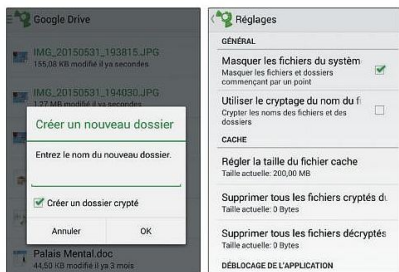 Google Drive
IMG_20150531_193815.JPG
155,08 KB modifié il ya secondes
IMG_20150531_194030.JPG
1,27 MB modifié il ya secondes
Créer un nouveau dossier
Entrez le nom du nouveau dossier.
Créer un dossier crypté
Annuler
OK
Palais Mental.doc
44,50 KB modifié il ya 3 mois
Réglages
GÉNÉRAL
Masquer les fichiers du systèm
Masquer les fichiers et dossiers
commençant par un point
Utiliser le cryptage du nom du fi
Crypter les noms des fichiers et des
dossiers
CACHE
Régler la taille du fichier cache
Taille actuelle: 200,00 MB
Supprimer tous les fichiers cryptés du
Taille actuelle: 0 Bytes
Supprimer tous les fichiers décryptés
Taille actuelle: 0 Bytes
DÉBLOCAGE DE L'APPLICATION